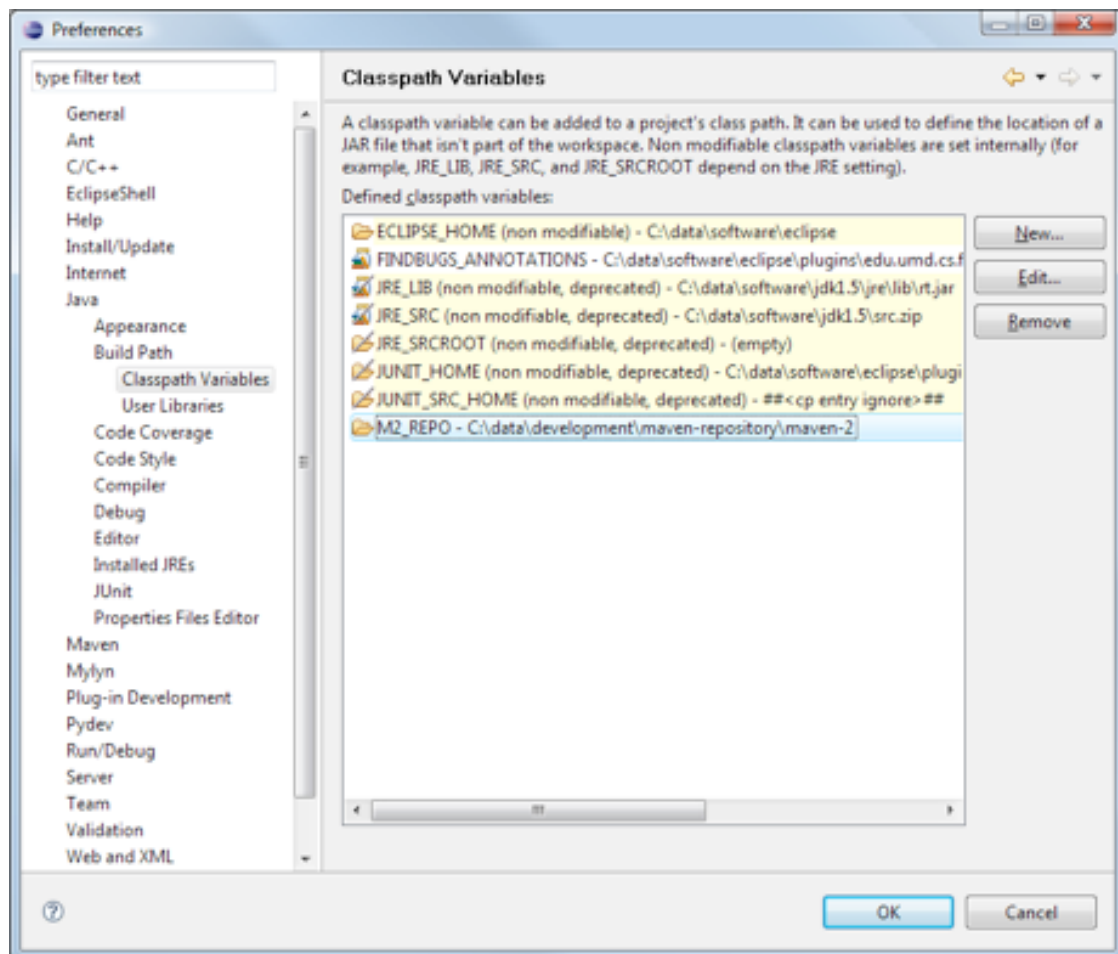 Preferences
type filter text
General
Ant
C/C++
EclipseShell
Help
Install/Update
Internet
Java
Appearance
Build Path
Classpath Variables
User Libraries
Code Coverage
Code Style
Compiler
Debug
Editor
Installed JREs
JUnit
Properties Files Editor
Maven
Mylyn
Plug-in Development
Pydev
Run/Debug
Server
Team
Validation
Web and XML
Classpath Variables
A classpath variable can be added to a project's class path. It can be used to define the location of a
JAR file that isn't part of the workspace. Non modifiable classpath variables are set internally (for
example, JRE_LIB, JRE_SRC, and JRE_SRCROOT depend on the JRE setting).
Defined classpath variables:
ECLIPSE_HOME (non modifiable) - C:\data\software\eclipse
FINDBUGS_ANNOTATIONS - C:\data\software\eclipse\plugins\edu.umd.cs.f
JRE_LIB (non modifiable, deprecated) - C:\data\software\jdk1.5\jre\lib\rt.jar
JRE_SRC (non modifiable, deprecated) - C:\data\software\jdk1.5\src.zip
JRE_SRCROOT (non modifiable, deprecated) - (empty)
JUNIT_HOME (non modifiable, deprecated) - C:\data\software\eclipse\plugi
JUNIT_SRC_HOME (non modifiable, deprecated) - ##<cp entry ignore>##
M2_REPO - C:\data\development\maven-repository\maven-2
New...
Edit...
Remove
OK
Cancel